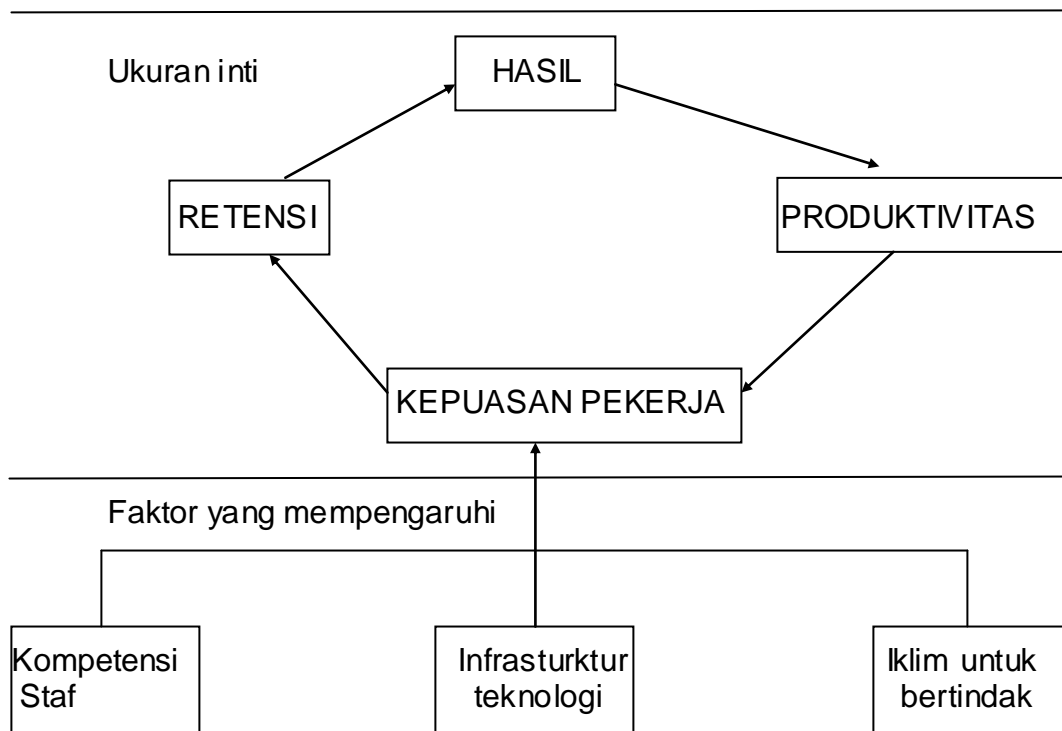 Ukuran inti
HASIL
RETENSI
PRODUKTIVITAS
KEPUASAN PEKERJA
Faktor yang mempengaruhi
Kompetensi
Staf
Infrasturktur
teknologi
Iklim untuk
bertindak